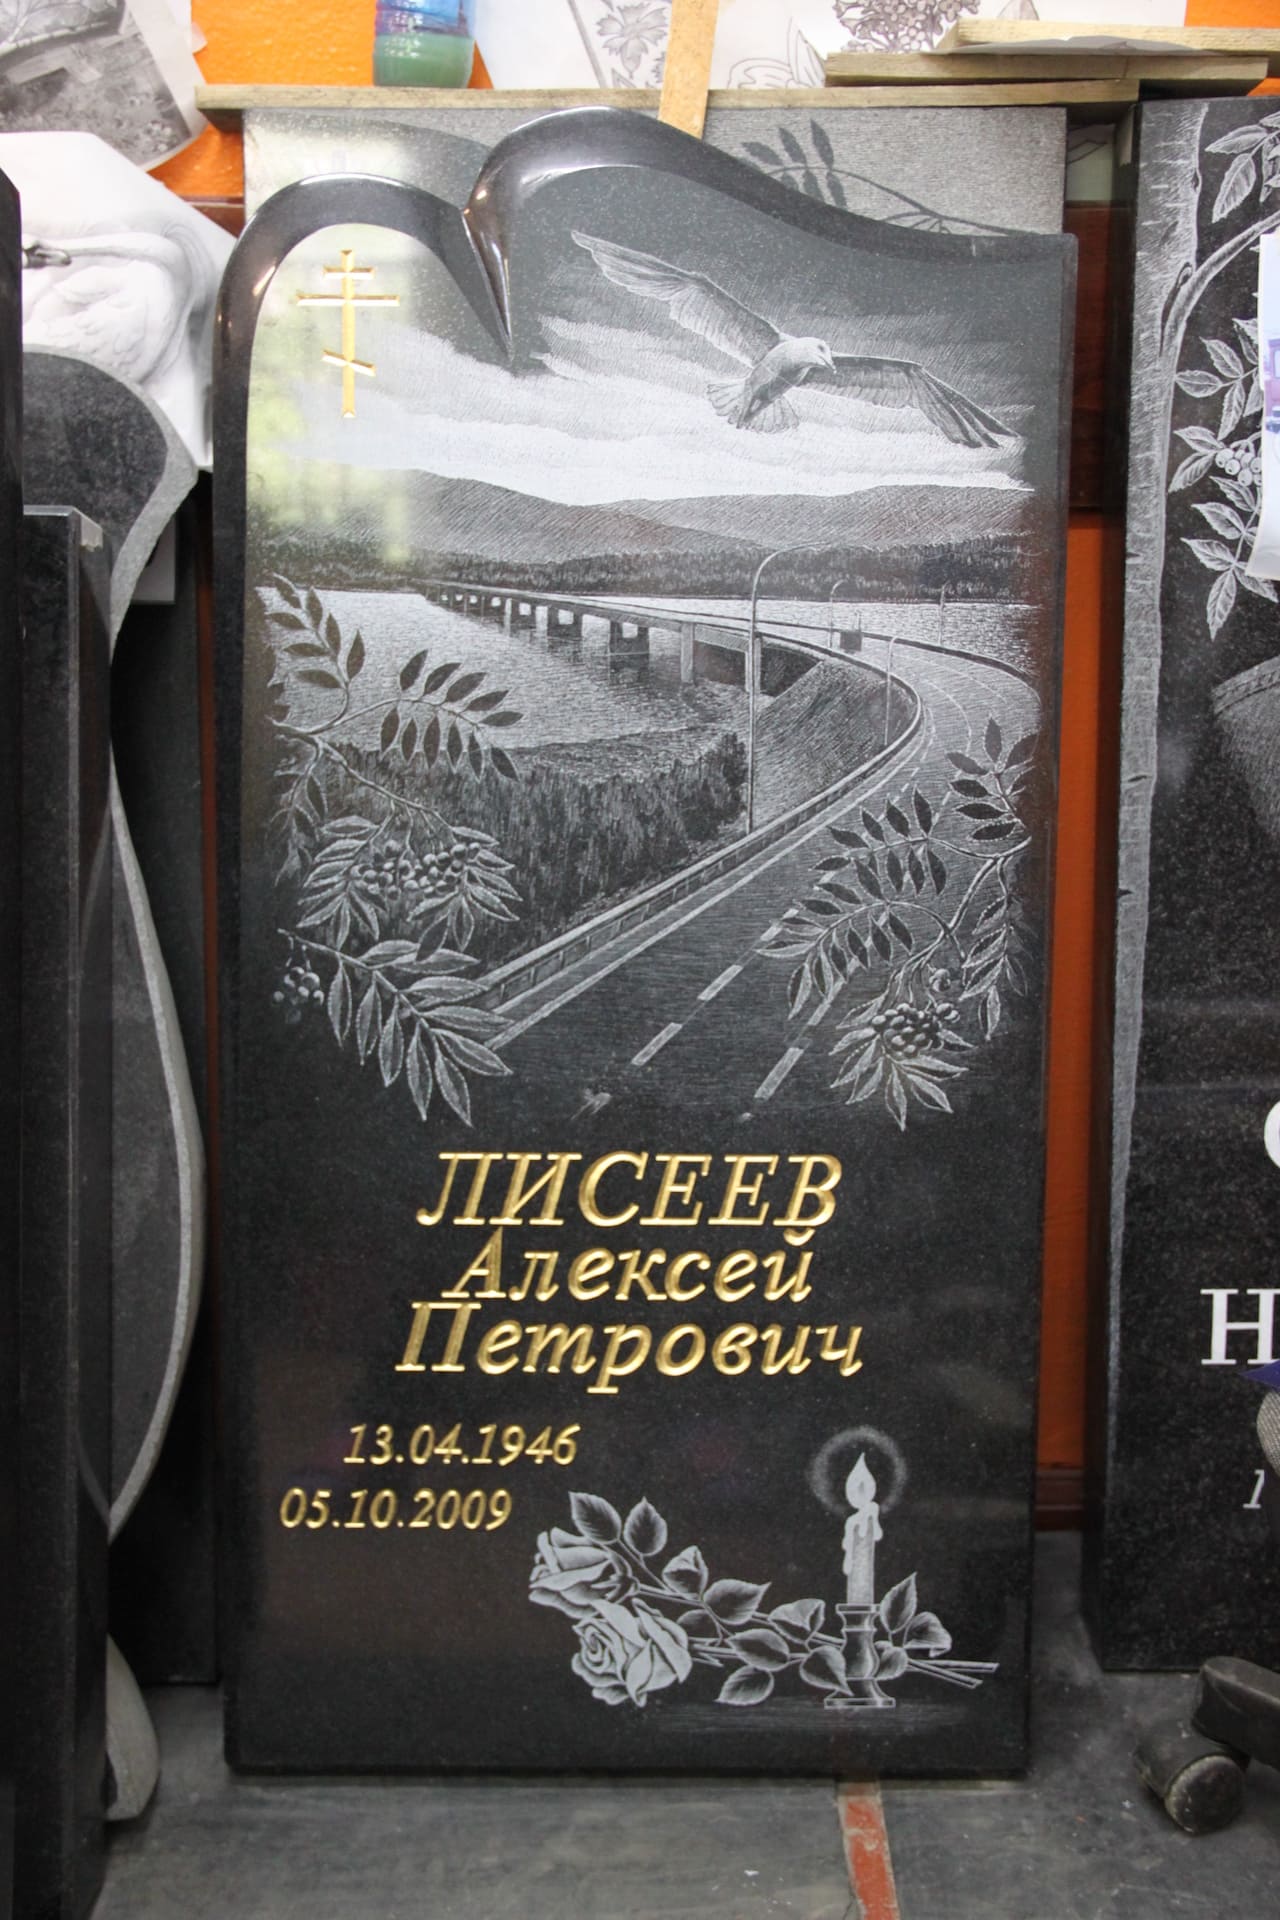 ЛИСЕЕВ
Алексей
Петрович
13.04.1946
05.10.2009
Н